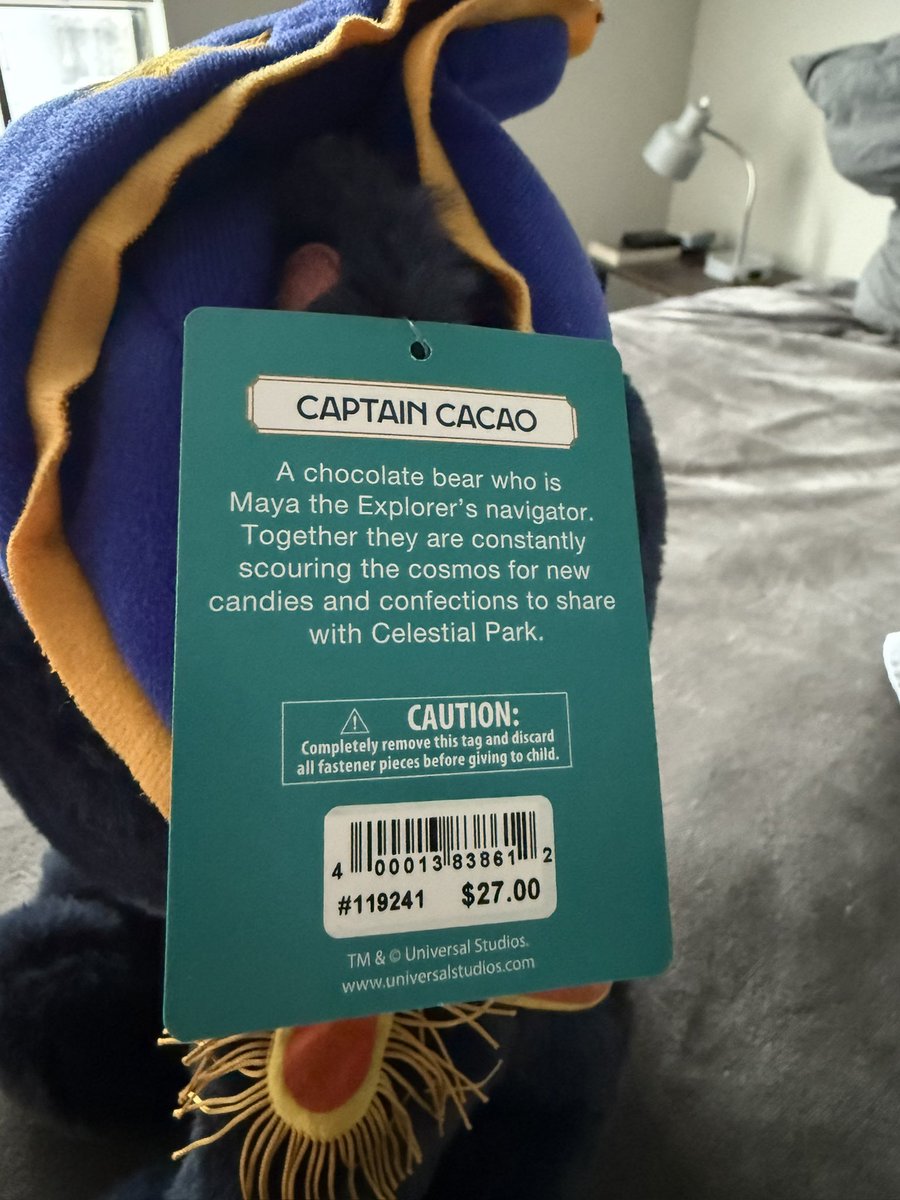 CAPTAIN CACAO
A chocolate bear who is
Maya the Explorer's navigator.
Together they are constantly
scouring the cosmos for new
candies and confections to share
with Celestial Park.
CAUTION:
Completely remove this tag and discard
all fastener pieces before giving to child.
4 00013 83861 2
#119241 $27.00
TM & © Universal Studios.
www.universalstudios.com